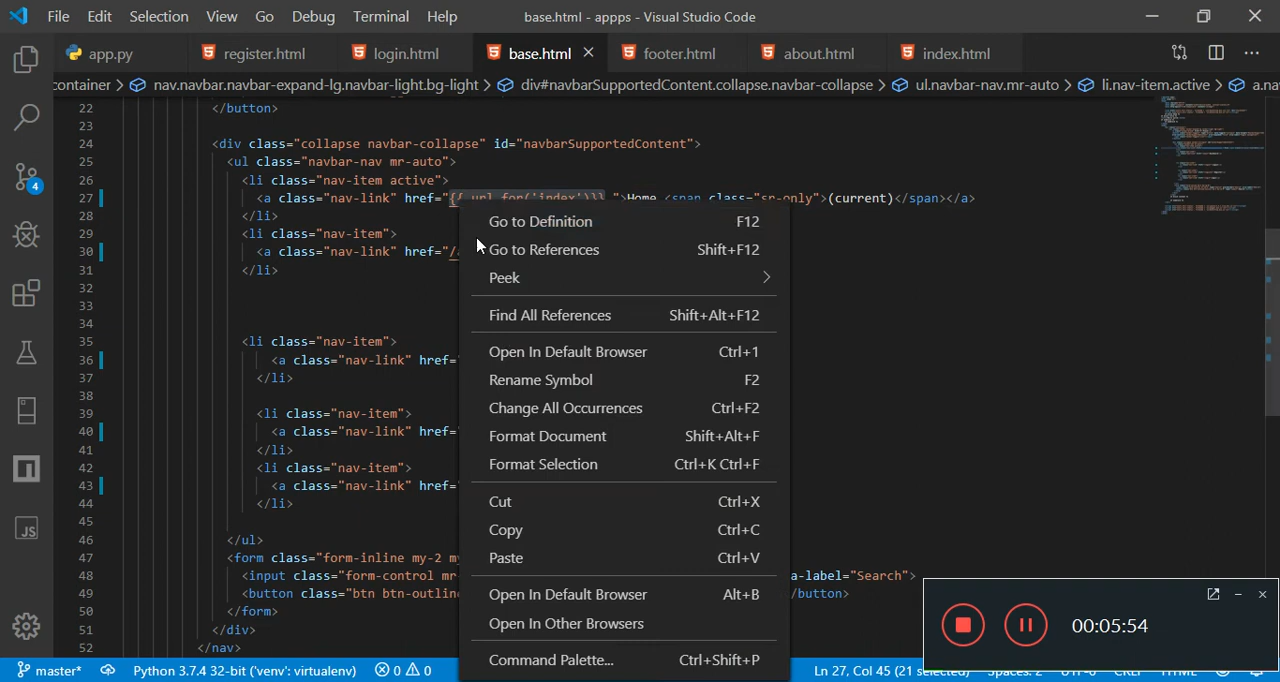 File Edit Selection View Go Debug Terminal Help base.html - appps - Visual Studio Code
app.py register.html login.html base.html footer.html about.html index.html
container > nav.navbar.navbar-expand-lg.navbar-light.bg-light > div#navbarSupportedContent.collapse.navbar-collapse > ul.navbar-nav.mr-auto > li.nav-item.active > a.na
22 </button>
23
24 <div class="collapse navbar-collapse" id="navbarSupportedContent">
25 <ul class="navbar-nav mr-auto">
26 <li class="nav-item active">
27 <a class="nav-link" href="{{ url_for('index')}} ">Home <span class="sr-only">(current)</span></a>
28 </li>
29 <li class="nav-item">
30 <a class="nav-link" href="/
31 </li>
32
33
34
35 <li class="nav-item">
36 <a class="nav-link" href="
37 </li>
38
39 <li class="nav-item">
40 <a class="nav-link" href="
41 </li>
42 <li class="nav-item">
43 <a class="nav-link" href="
44 </li>
45
46 </ul>
47 <form class="form-inline my-2 my
48 <input class="form-control mr- a-label="Search">
49 <button class="btn btn-outlin /button>
50 </form>
51 </div>
52 </nav>
Go to Definition F12
Go to References Shift+F12
Peek
Find All References Shift+Alt+F12
Open In Default Browser Ctrl+1
Rename Symbol F2
Change All Occurrences Ctrl+F2
Format Document Shift+Alt+F
Format Selection Ctrl+K Ctrl+F
Cut Ctrl+X
Copy Ctrl+C
Paste Ctrl+V
Open In Default Browser Alt+B
Open In Other Browsers
Command Palette... Ctrl+Shift+P
4
JS
00:05:54
master* Python 3.7.4 32-bit ('venv': virtualenv) 0 0 Ln 27, Col 45 (21 selected) Spaces: 2 UTF-8 CRLF HTML